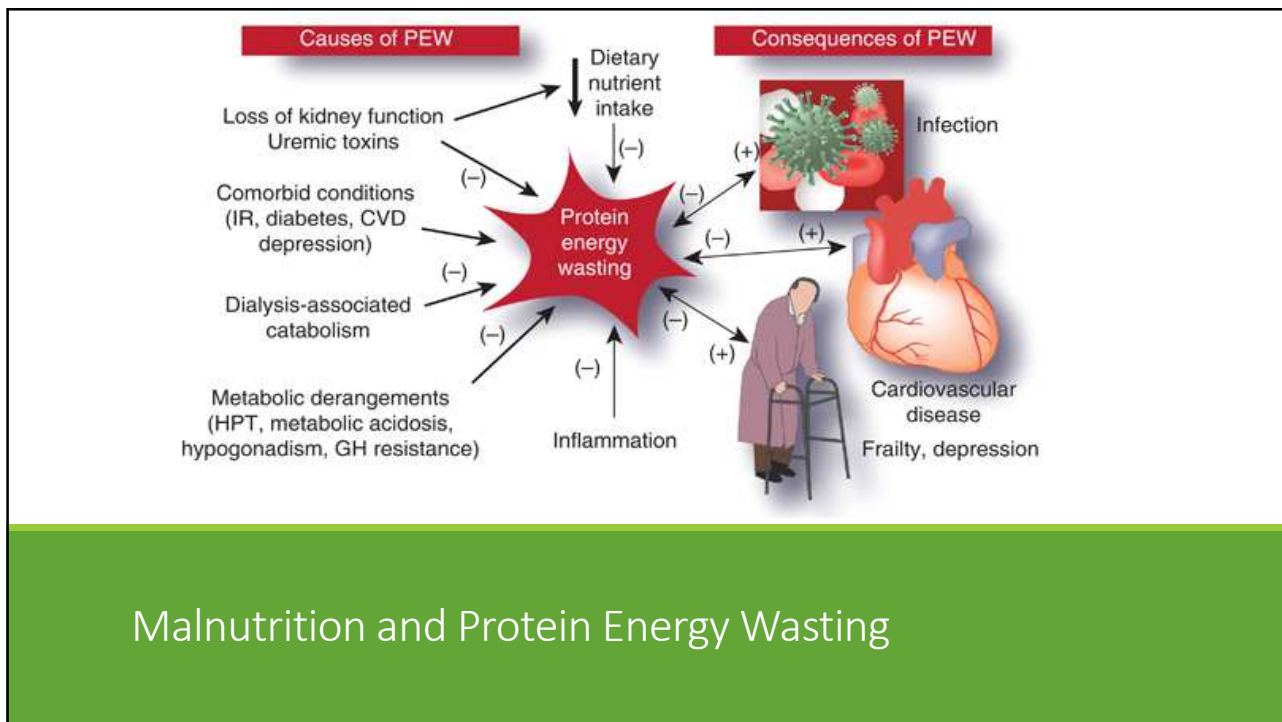 Causes of PEW
Consequences of PEW
Dietary
nutrient
intake
Loss of kidney function
Uremic toxins
(–)
(–)
Comorbid conditions
(IR, diabetes, CVD
depression)
(–)
Dialysis-associated
catabolism
(–)
Metabolic derangements
(HPT, metabolic acidosis,
hypogonadism, GH resistance)
Protein
energy
wasting
(–)
Inflammation
(–)
(+)
Infection
(–)
(+)
(–)
(+)
Cardiovascular
disease
Frailty, depression
Malnutrition and Protein Energy Wasting